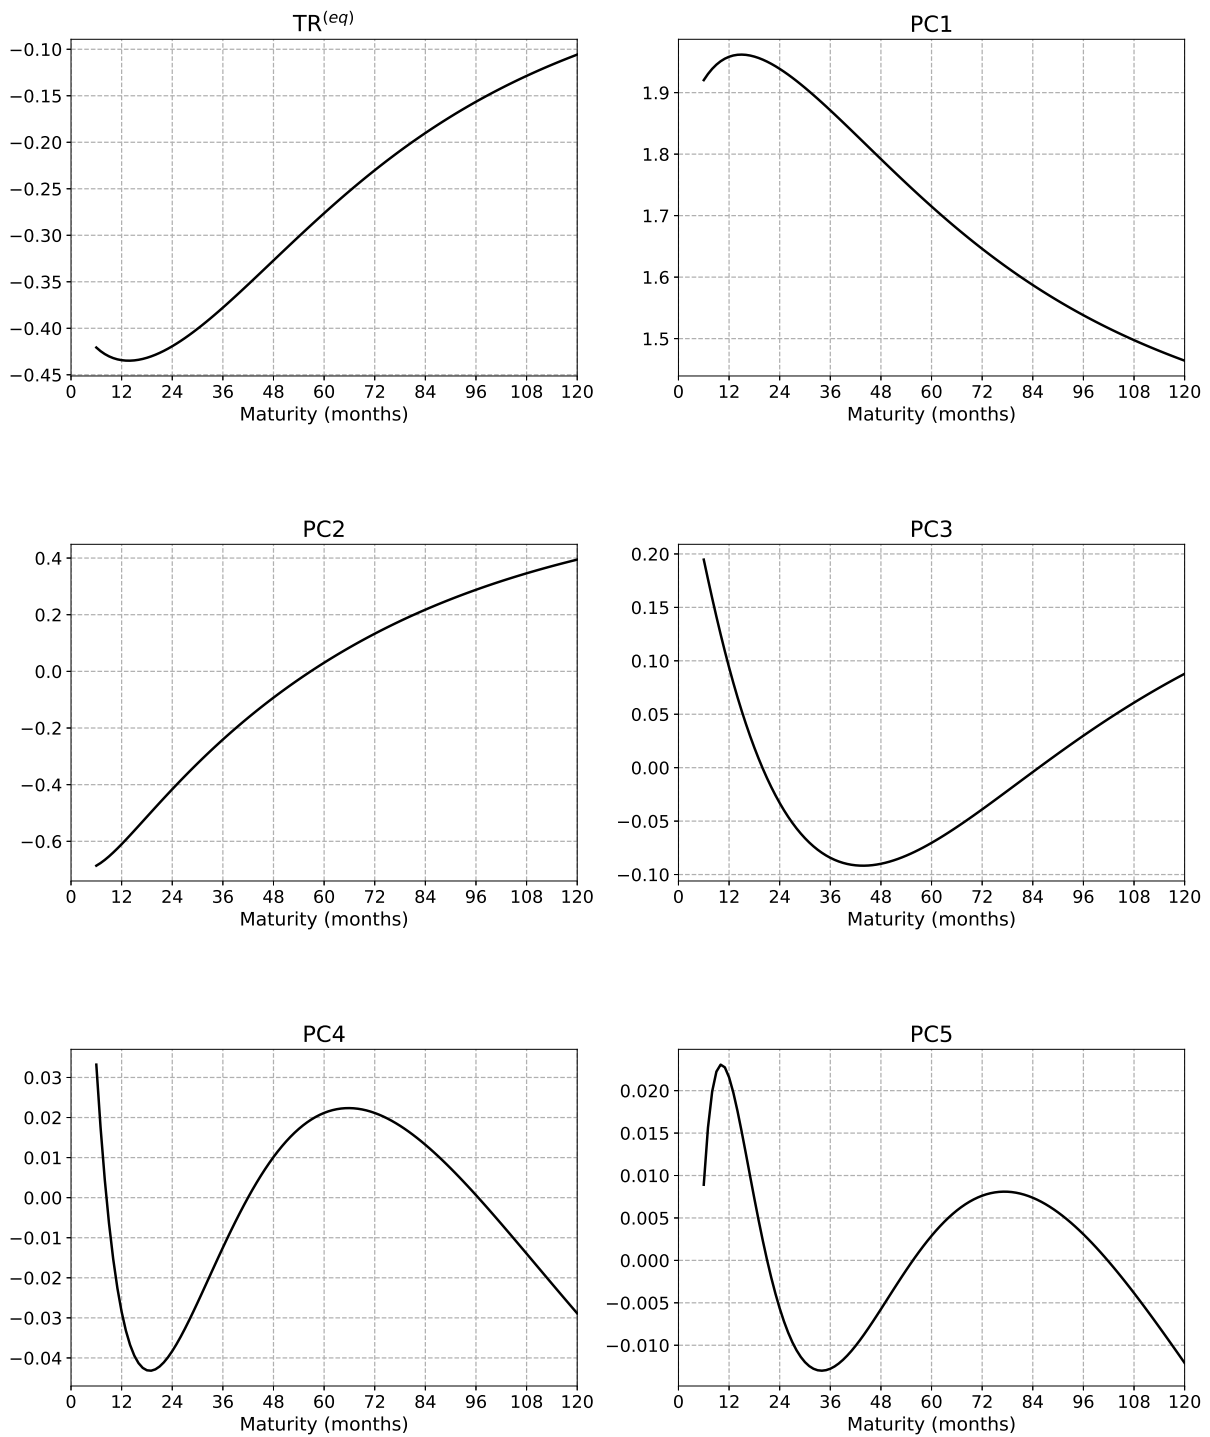 TR(eq)
−0.10
−0.15
−0.20
−0.25
−0.30
−0.35
−0.40
−0.45
0 12 24 36 48 60 72 84 96 108 120
Maturity (months)
PC1
1.9
1.8
1.7
1.6
1.5
0 12 24 36 48 60 72 84 96 108 120
Maturity (months)
PC2
0.4
0.2
0.0
−0.2
−0.4
−0.6
0 12 24 36 48 60 72 84 96 108 120
Maturity (months)
PC3
0.20
0.15
0.10
0.05
0.00
−0.05
−0.10
0 12 24 36 48 60 72 84 96 108 120
Maturity (months)
PC4
0.03
0.02
0.01
0.00
−0.01
−0.02
−0.03
−0.04
0 12 24 36 48 60 72 84 96 108 120
Maturity (months)
PC5
0.020
0.015
0.010
0.005
0.000
−0.005
−0.010
0 12 24 36 48 60 72 84 96 108 120
Maturity (months)